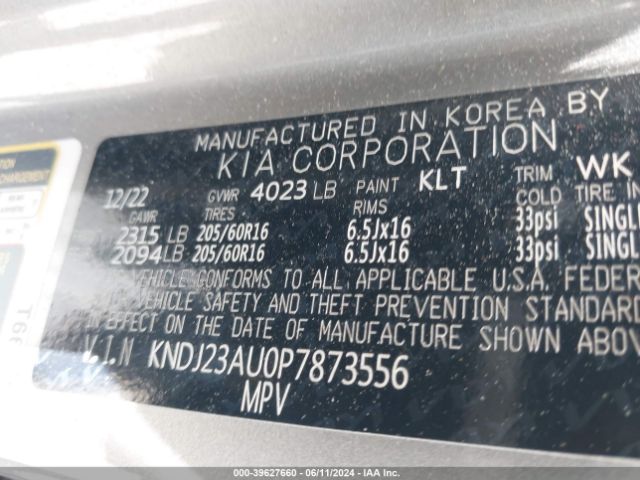 MANUFACTURED IN KOREA BY
KIA CORPORATION
12/22 GVWR 4023 LB PAINT KLT TRIM WK
GAWR TIRES RIMS COLD TIRE IN
2315 LB 205/60R16 6.5Jx16 33psi SINGL
2094 LB 205/60R16 6.5Jx16 33psi SINGL
VEHICLE CONFORMS TO ALL APPLICABLE U.S.A. FEDER
VEHICLE SAFETY AND THEFT PREVENTION STANDARD
IN EFFECT ON THE DATE OF MANUFACTURE SHOWN ABOV
V.I.N KNDJ23AU0P7873556
MPV
000-39627660 - 06/11/2024 - IAA Inc.